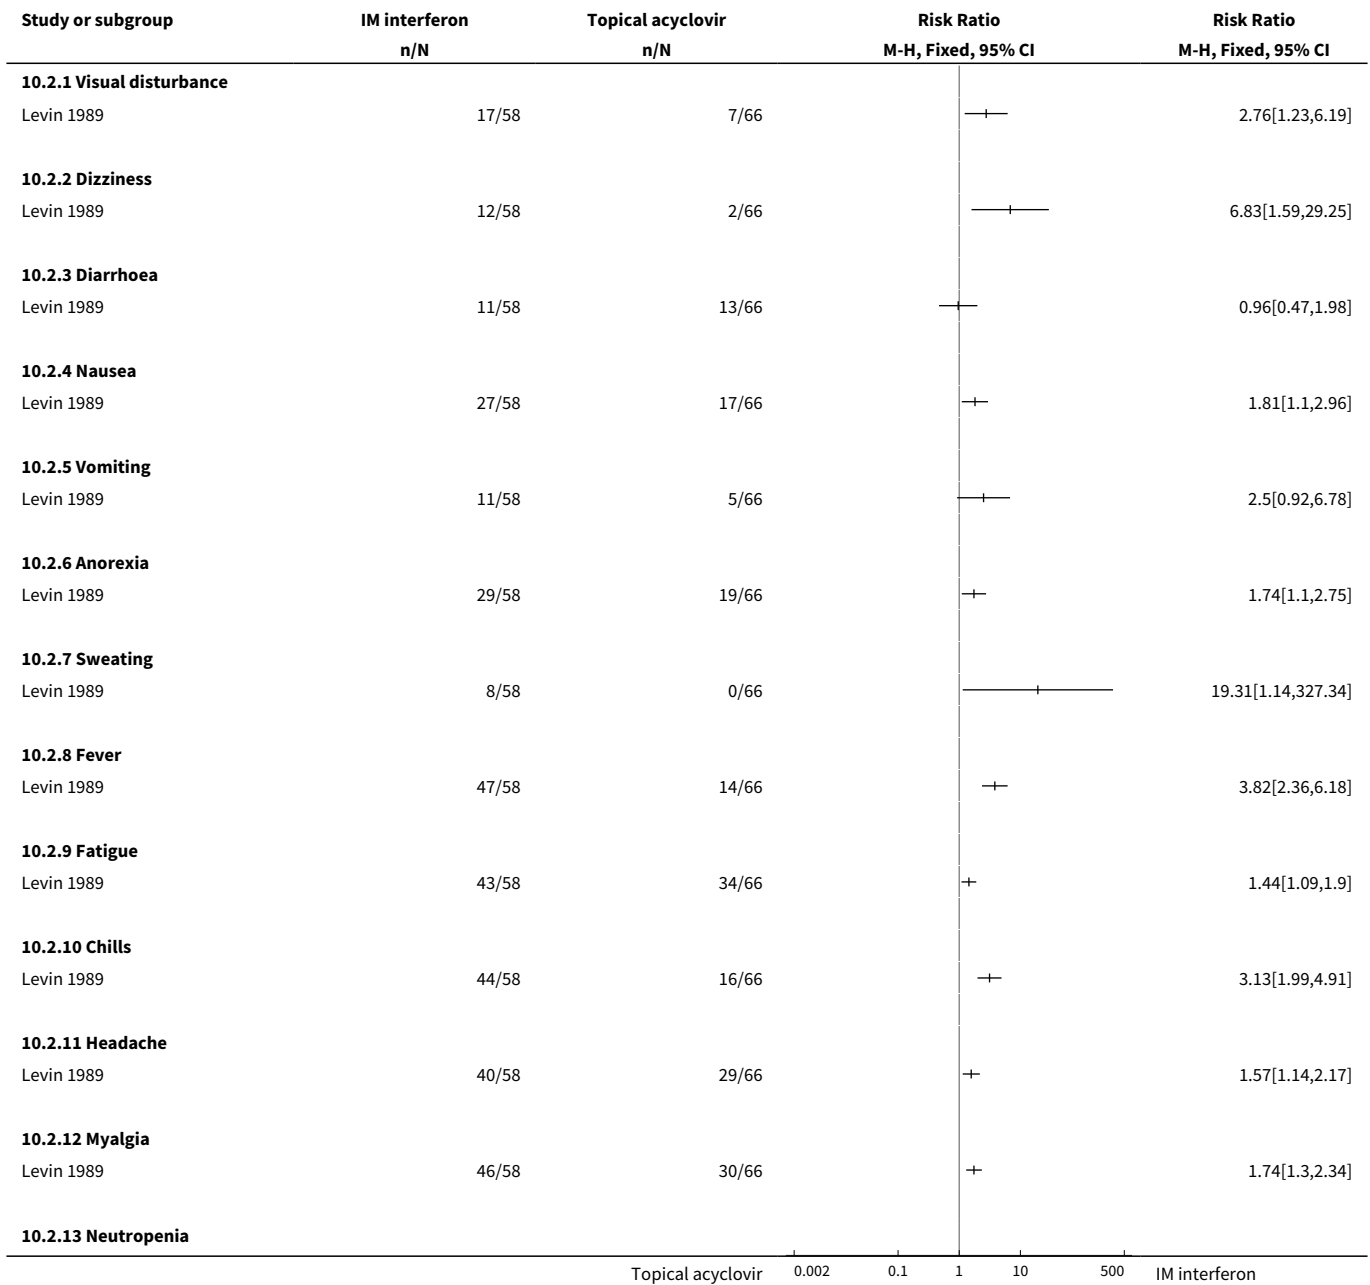 Study or subgroup IM interferon Topical acyclovir Risk Ratio Risk Ratio
n/N n/N M-H, Fixed, 95% CI M-H, Fixed, 95% CI
10.2.1 Visual disturbance
Levin 1989 17/58 7/66 2.76[1.23,6.19]
10.2.2 Dizziness
Levin 1989 12/58 2/66 6.83[1.59,29.25]
10.2.3 Diarrhoea
Levin 1989 11/58 13/66 0.96[0.47,1.98]
10.2.4 Nausea
Levin 1989 27/58 17/66 1.81[1.1,2.96]
10.2.5 Vomiting
Levin 1989 11/58 5/66 2.5[0.92,6.78]
10.2.6 Anorexia
Levin 1989 29/58 19/66 1.74[1.1,2.75]
10.2.7 Sweating
Levin 1989 8/58 0/66 19.31[1.14,327.34]
10.2.8 Fever
Levin 1989 47/58 14/66 3.82[2.36,6.18]
10.2.9 Fatigue
Levin 1989 43/58 34/66 1.44[1.09,1.9]
10.2.10 Chills
Levin 1989 44/58 16/66 3.13[1.99,4.91]
10.2.11 Headache
Levin 1989 40/58 29/66 1.57[1.14,2.17]
10.2.12 Myalgia
Levin 1989 46/58 30/66 1.74[1.3,2.34]
10.2.13 Neutropenia
Topical acyclovir 0.002 0.1 1 10 500 IM interferon